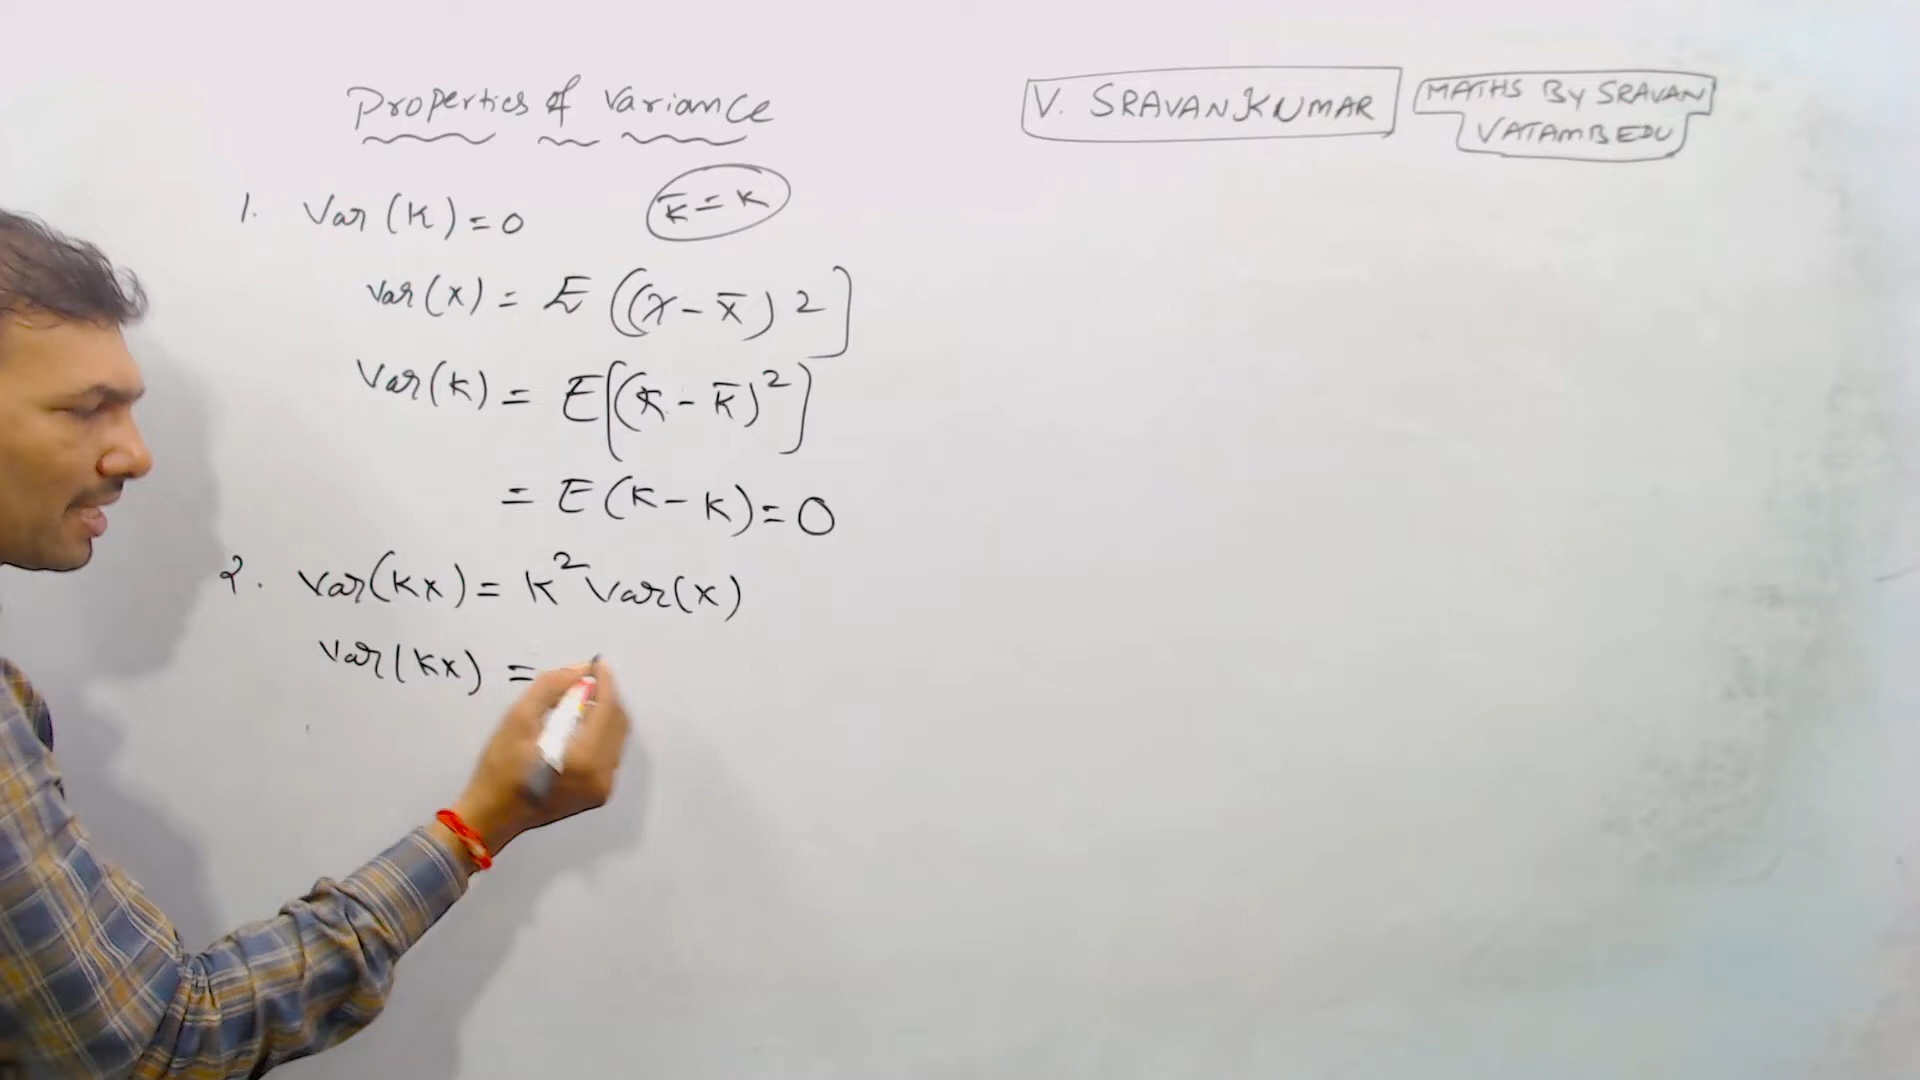 Properties of Variance
V. SRAVAN KUMAR
MATHS BY SRAVAN
VATAMBEDU
1. Var (K) = 0
K̅ = K
Var (x) = E ((x - x̅)²]
Var (K) = E[(K - K̅)²]
= E (K - K) = 0
2. Var(Kx) = K² Var(x)
Var(Kx) =